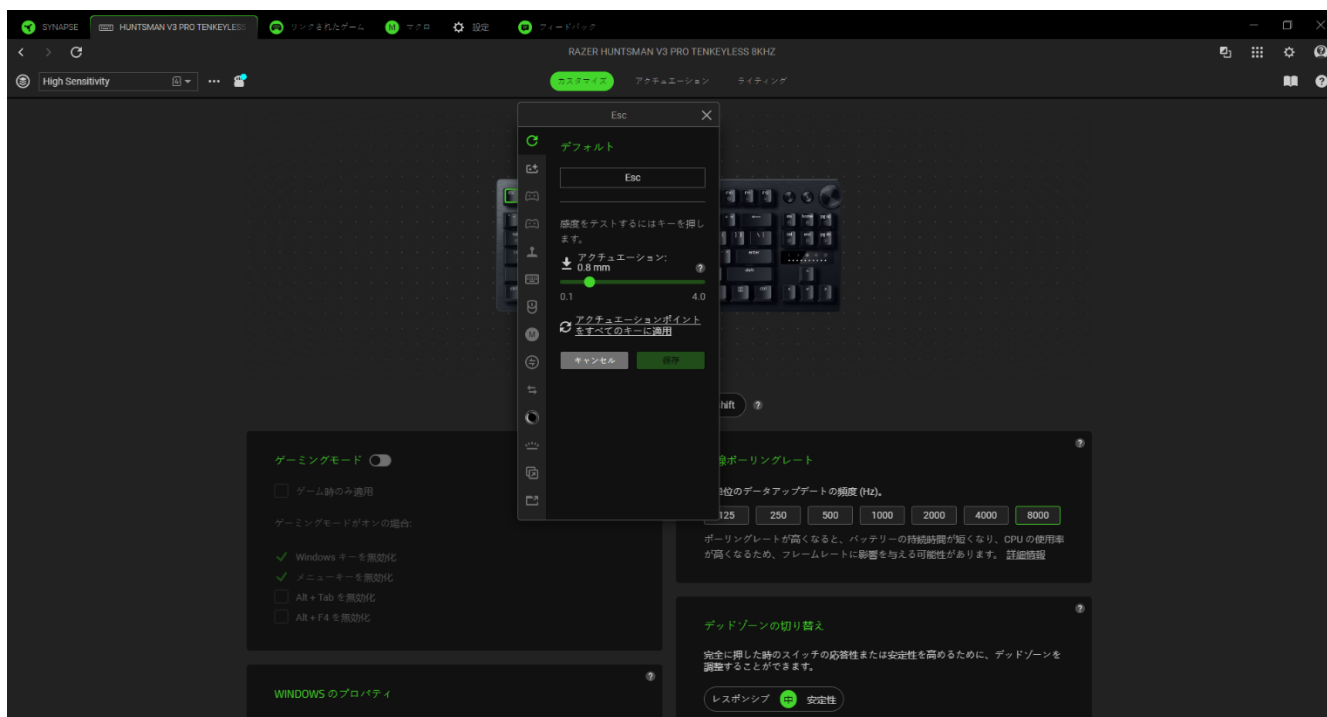 SYNAPSE
HUNTSMAN V3 PRO TENKEYLESS
リンクされたゲーム
マクロ
設定
フィードバック
RAZER HUNTSMAN V3 PRO TENKEYLESS 8KHZ
High Sensitivity
カスタマイズ
アクチュエーション
ライティング
Esc
デフォルト
Esc
感度をテストするにはキーを押し
ます。
アクチュエーション:
0.8 mm
0.1
4.0
アクチュエーションポイント
をすべてのキーに適用
キャンセル
保存
hift
ゲーミングモード
ゲーム時のみ適用
ゲーミングモードがオンの場合:
Windows キーを無効化
メニューキーを無効化
Alt + Tab を無効化
Alt + F4 を無効化
WINDOWS のプロパティ
ポーリングレート
単位のデータアップデートの頻度 (Hz)。
125
250
500
1000
2000
4000
8000
ポーリングレートが高くなると、バッテリーの持続時間が短くなり、CPU の使用率
が高くなるため、フレームレートに影響を与える可能性があります。 詳細情報
デッドゾーンの切り替え
完全に押した時のスイッチの応答性または安定性を高めるために、デッドゾーンを
調整することができます。
レスポンシブ
中
安定性